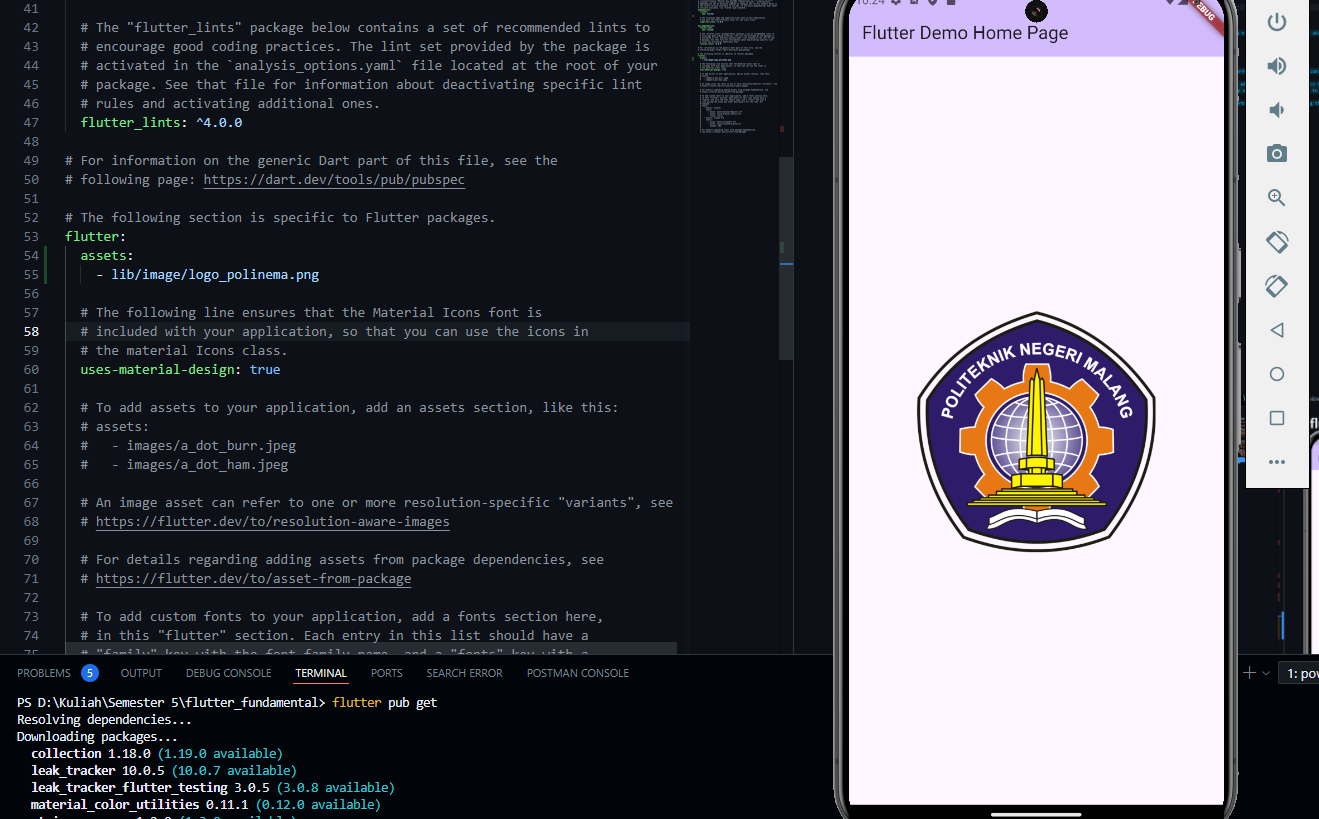 41
42 # The "flutter_lints" package below contains a set of recommended lints to
43 # encourage good coding practices. The lint set provided by the package is
44 # activated in the `analysis_options.yaml` file located at the root of your
45 # package. See that file for information about deactivating specific lint
46 # rules and activating additional ones.
47 flutter_lints: ^4.0.0
48
49 # For information on the generic Dart part of this file, see the
50 # following page: https://dart.dev/tools/pub/pubspec
51
52 # The following section is specific to Flutter packages.
53 flutter:
54 assets:
55 - lib/image/logo_polinema.png
56
57 # The following line ensures that the Material Icons font is
58 # included with your application, so that you can use the icons in
59 # the material Icons class.
60 uses-material-design: true
61
62 # To add assets to your application, add an assets section, like this:
63 # assets:
64 # - images/a_dot_burr.jpeg
65 # - images/a_dot_ham.jpeg
66
67 # An image asset can refer to one or more resolution-specific "variants", see
68 # https://flutter.dev/to/resolution-aware-images
69
70 # For details regarding adding assets from package dependencies, see
71 # https://flutter.dev/to/asset-from-package
72
73 # To add custom fonts to your application, add a fonts section here,
74 # in this "flutter" section. Each entry in this list should have a
75 # "family" key with the font family name, and a "fonts" key with a
PROBLEMS 5 OUTPUT DEBUG CONSOLE TERMINAL PORTS SEARCH ERROR POSTMAN CONSOLE
1: pow
PS D:\Kuliah\Semester 5\flutter_fundamental> flutter pub get
Resolving dependencies...
Downloading packages...
collection 1.18.0 (1.19.0 available)
leak_tracker 10.0.5 (10.0.7 available)
leak_tracker_flutter_testing 3.0.5 (3.0.8 available)
material_color_utilities 0.11.1 (0.12.0 available)
Flutter Demo Home Page
POLITEKNIK NEGERI MALANG